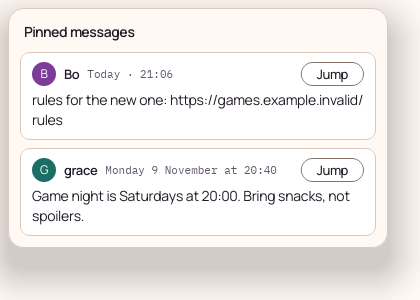 Pinned messages
B Bo Today · 21:06 Jump
rules for the new one: https://games.example.invalid/
rules
G grace Monday 9 November at 20:40 Jump
Game night is Saturdays at 20:00. Bring snacks, not
spoilers.